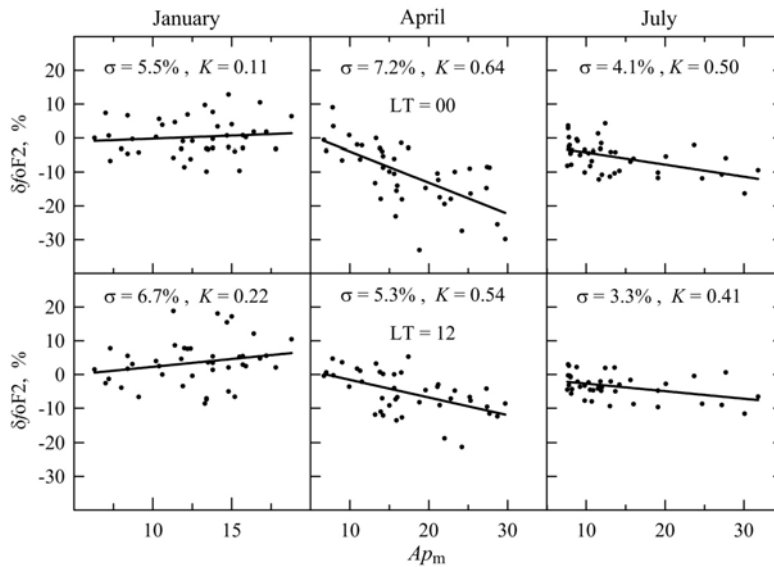 January April July
σ = 5.5% , K = 0.11 σ = 7.2% , K = 0.64 σ = 4.1% , K = 0.50
LT = 00
δfoF2, %
20
10
0
-10
-20
-30
σ = 6.7% , K = 0.22 σ = 5.3% , K = 0.54 σ = 3.3% , K = 0.41
LT = 12
δfoF2, %
20
10
0
-10
-20
-30
10 15 10 20 30 10 20 30
Apm